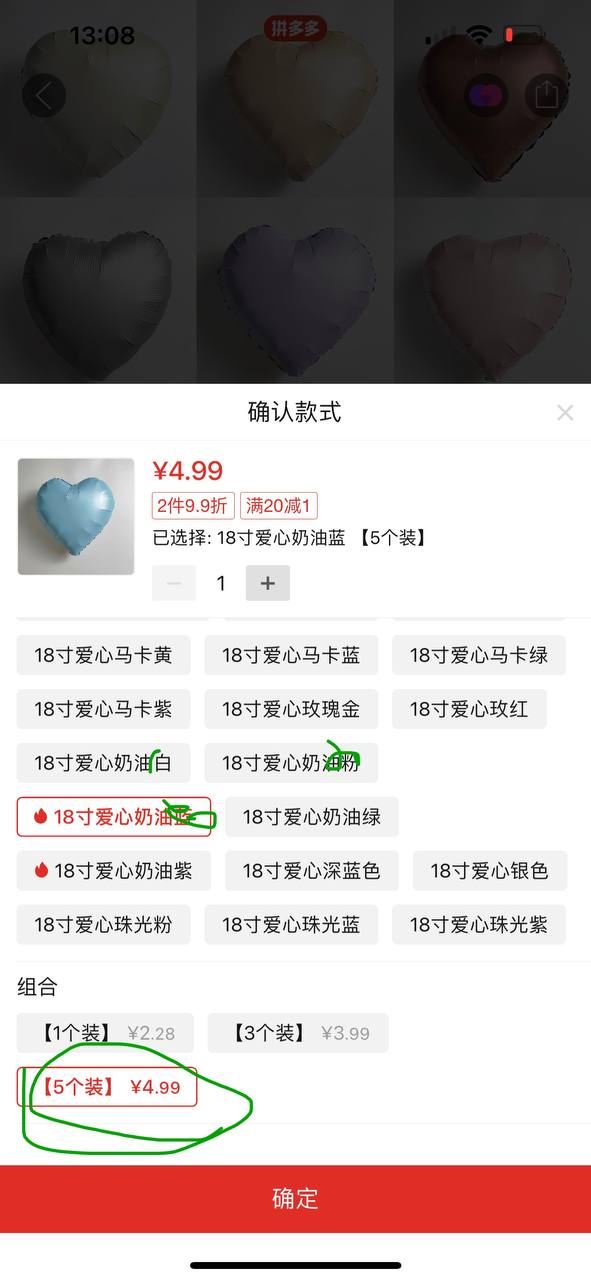 13:08
拼多多
确认款式
¥4.99
2件9.9折 满20减1
已选择: 18寸爱心奶油蓝 【5个装】
1
18寸爱心马卡黄 18寸爱心马卡蓝 18寸爱心马卡绿
18寸爱心马卡紫 18寸爱心玫瑰金 18寸爱心玫红
18寸爱心奶油白 18寸爱心奶油粉
18寸爱心奶油蓝 18寸爱心奶油绿
18寸爱心奶油紫 18寸爱心深蓝色 18寸爱心银色
18寸爱心珠光粉 18寸爱心珠光蓝 18寸爱心珠光紫
组合
【1个装】 ¥2.28 【3个装】 ¥3.99
【5个装】 ¥4.99
确定